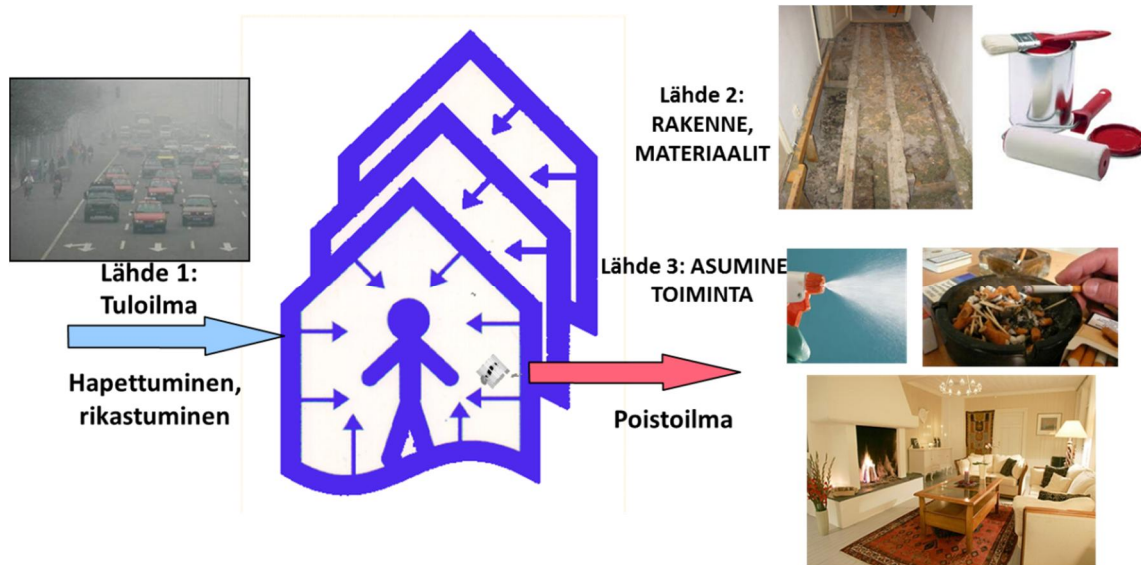 Lähde 1:
Tuloilma
Hapettuminen,
rikastuminen
Lähde 2:
RAKENNE,
MATERIAALIT
Lähde 3: ASUMINE
TOIMINTA
Poistoilma